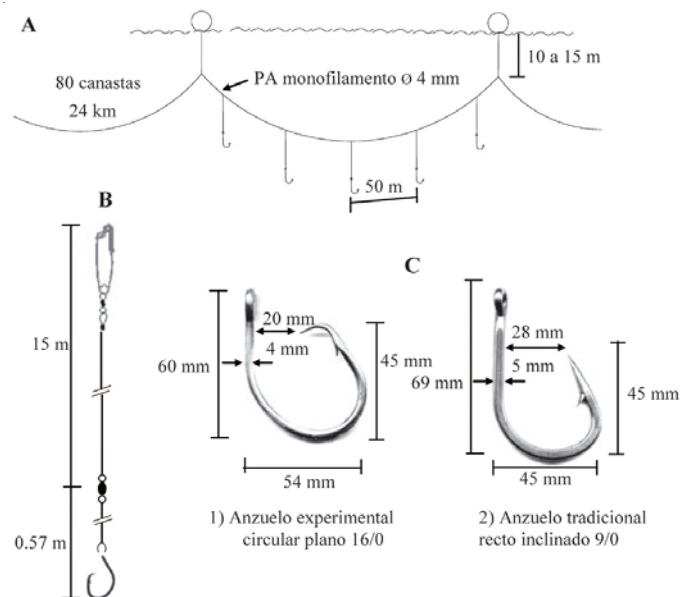 A
10 a 15 m
80 canastas
24 km
PA monofilamento Ø 4 mm
50 m
B
15 m
0.57 m
C
20 mm
4 mm
60 mm
45 mm
54 mm
1) Anzuelo experimental
circular plano 16/0
28 mm
5 mm
69 mm
45 mm
45 mm
2) Anzuelo tradicional
recto inclinado 9/0